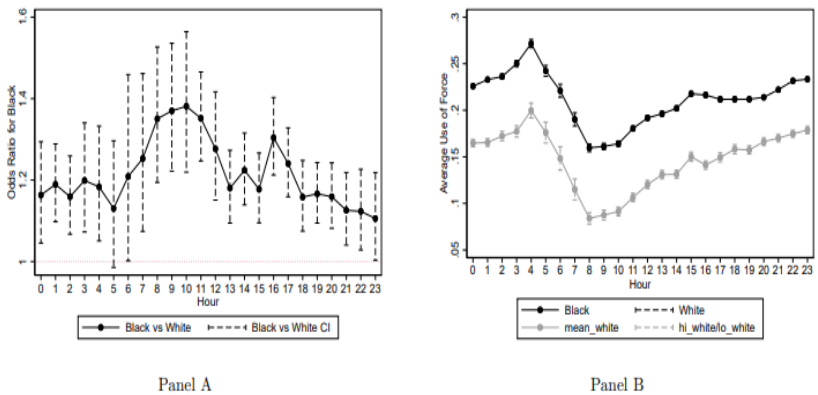 1.6
1.4
1.2
1
Odds Ratio for Black
0 1 2 3 4 5 6 7 8 9 10 11 12 13 14 15 16 17 18 19 20 21 22 23
Hour
Black vs White Black vs White CI
Panel A
.3
.25
.2
.15
.1
.05
Average Use of Force
0 1 2 3 4 5 6 7 8 9 10 11 12 13 14 15 16 17 18 19 20 21 22 23
Hour
Black White
mean_white hi_white/lo_white
Panel B